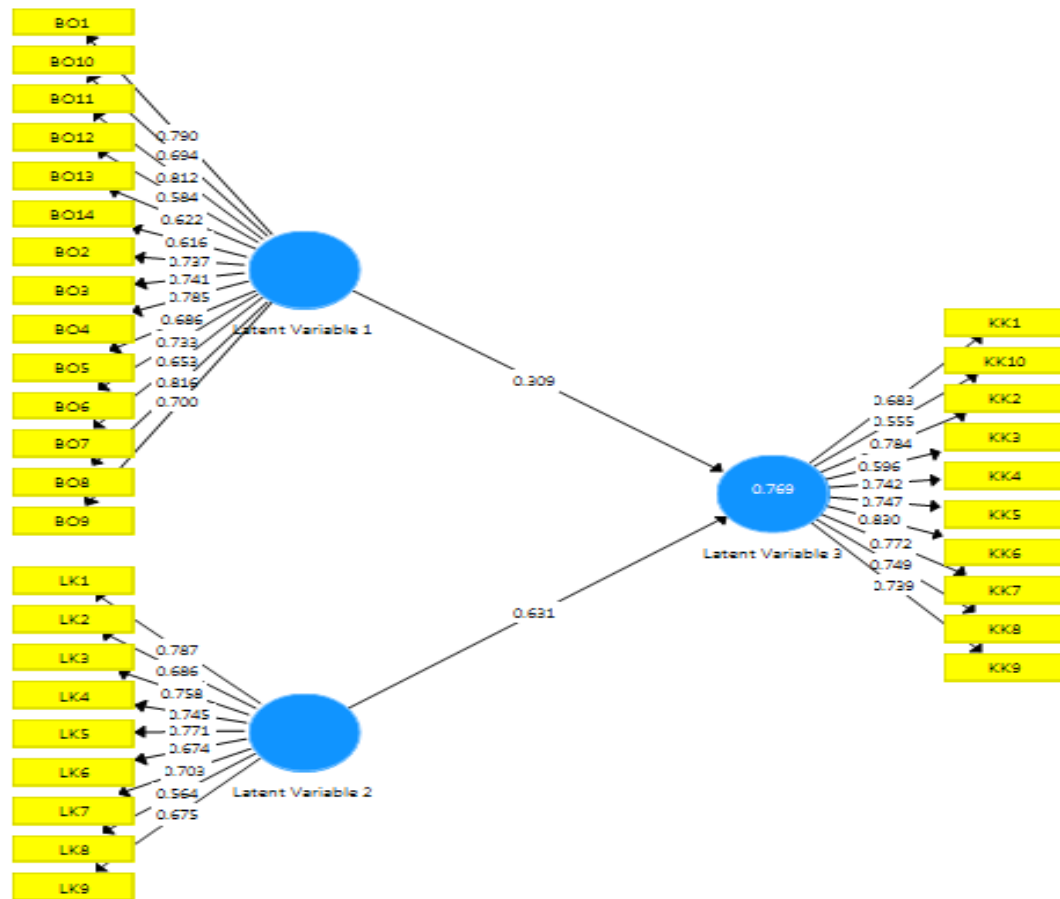 BO1
BO10
BO11
BO12
BO13
BO14
BO2
BO3
BO4
BO5
BO6
BO7
BO8
BO9
0.790
0.694
0.812
0.584
0.622
0.616
0.737
0.741
0.785
0.686
0.733
0.653
0.816
0.700
Latent Variable 1
0.309
LK1
LK2
LK3
LK4
LK5
LK6
LK7
LK8
LK9
0.787
0.686
0.758
0.745
0.771
0.674
0.703
0.564
0.675
Latent Variable 2
0.631
0.769
Latent Variable 3
0.683
0.555
0.784
0.596
0.742
0.747
0.830
0.772
0.749
0.739
KK1
KK10
KK2
KK3
KK4
KK5
KK6
KK7
KK8
KK9